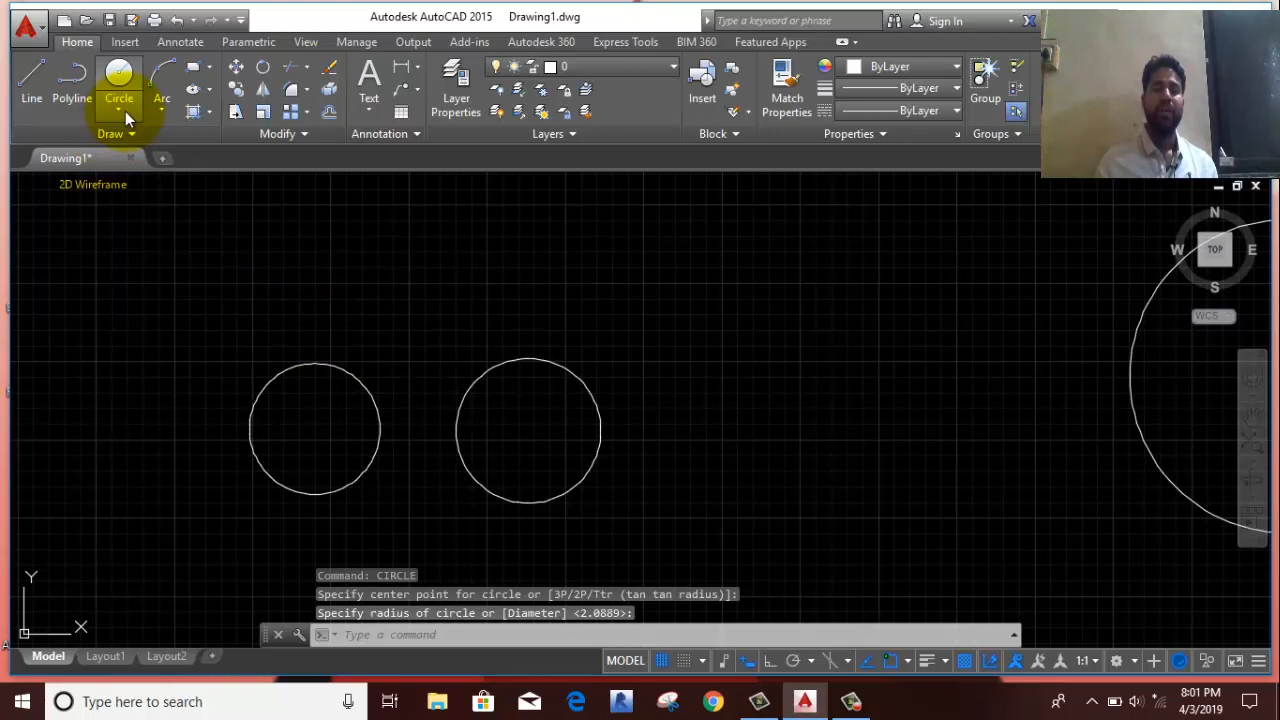 Autodesk AutoCAD 2015 Drawing1.dwg
Type a keyword or phrase
Sign In
Home Insert Annotate Parametric View Manage Output Add-ins Autodesk 360 Express Tools BIM 360 Featured Apps
Line Polyline Circle Arc
Text
Layer
Properties
0
Insert
Match
Properties
ByLayer
ByLayer
ByLayer
Group
Draw Modify Annotation Layers Block Properties Groups
Drawing1*
2D Wireframe
N
W TOP E
S
WCS
Y
X
Command: CIRCLE
Specify center point for circle or [3P/2P/Ttr (tan tan radius)]:
Specify radius of circle or [Diameter] <2.0889>:
Type a command
Model Layout1 Layout2 +
MODEL 1:1
Type here to search
8:01 PM
4/3/2019